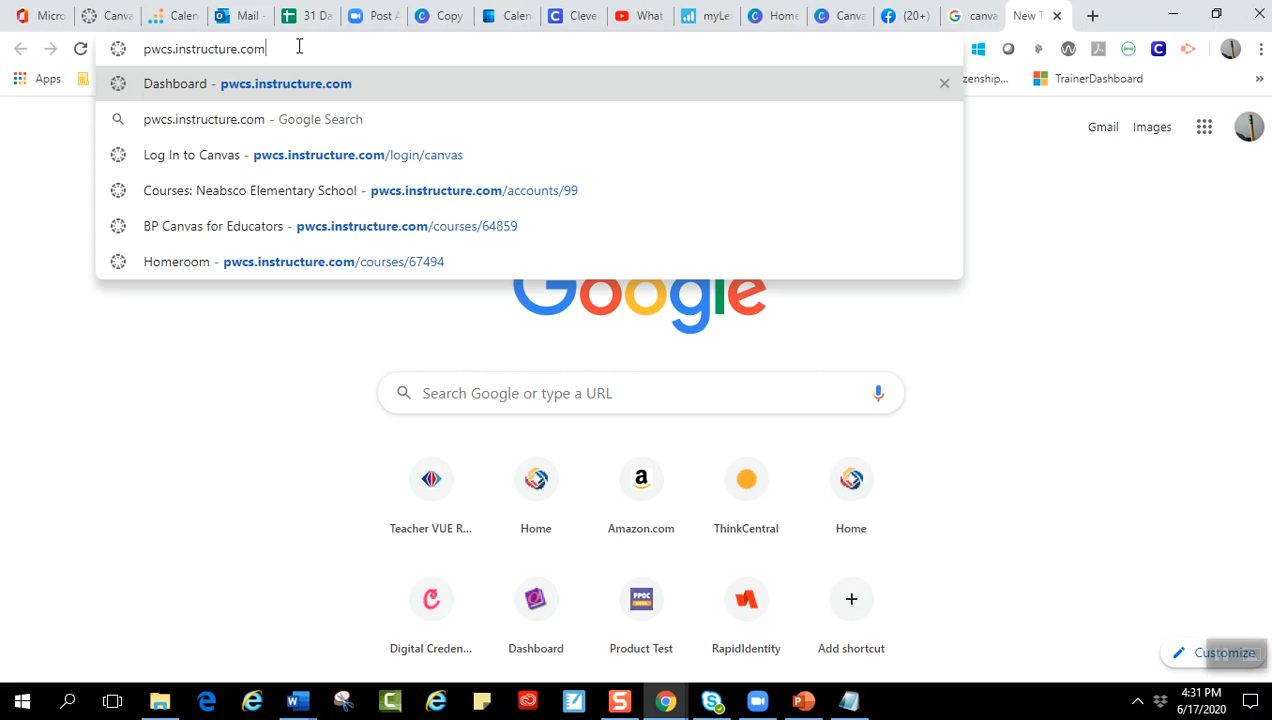 Micro
Canva
Calen
Mail -
31 Da
Post A
Copy
Calen
Cleve
What
myLe
Home
Canva
(20+)
canva
New T
pwcs.instructure.com
Apps
zenship...
TrainerDashboard
»
Dashboard - pwcs.instructure.com
pwcs.instructure.com - Google Search
Log In to Canvas - pwcs.instructure.com/login/canvas
Courses: Neabsco Elementary School - pwcs.instructure.com/accounts/99
BP Canvas for Educators - pwcs.instructure.com/courses/64859
Homeroom - pwcs.instructure.com/courses/67494
Gmail Images
Google
Search Google or type a URL
Teacher VUE R... Home Amazon.com ThinkCentral Home
Digital Creden... Dashboard Product Test RapidIdentity Add shortcut
Customize
4:31 PM
6/17/2020